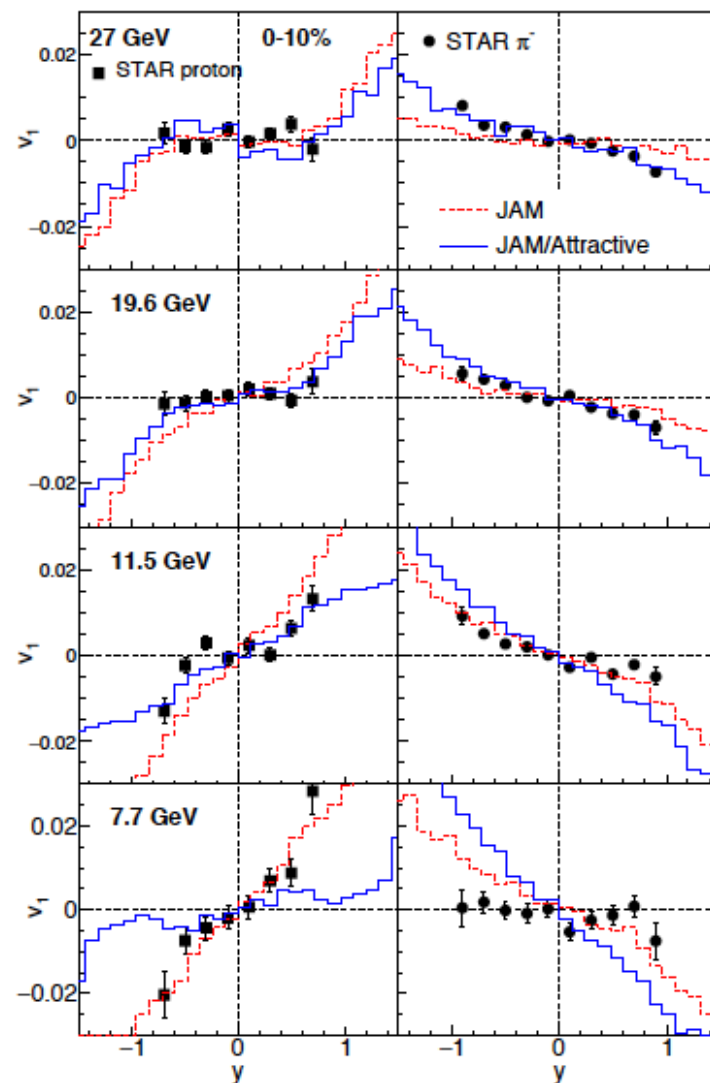 27 GeV 0-10%
STAR proton
STAR π⁻
JAM
JAM/Attractive
v₁
0.02
0
−0.02
19.6 GeV
v₁
0.02
0
−0.02
11.5 GeV
v₁
0.02
0
−0.02
7.7 GeV
v₁
0.02
0
−0.02
−1 0 1
y
−1 0 1
y